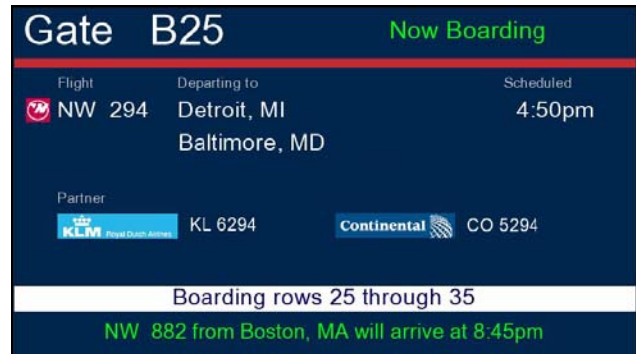 Gate B25 Now Boarding
Flight Departing to Scheduled
NW 294 Detroit, MI 4:50pm
Baltimore, MD
Partner
KLM Royal Dutch Airlines KL 6294 Continental CO 5294
Boarding rows 25 through 35
NW 882 from Boston, MA will arrive at 8:45pm